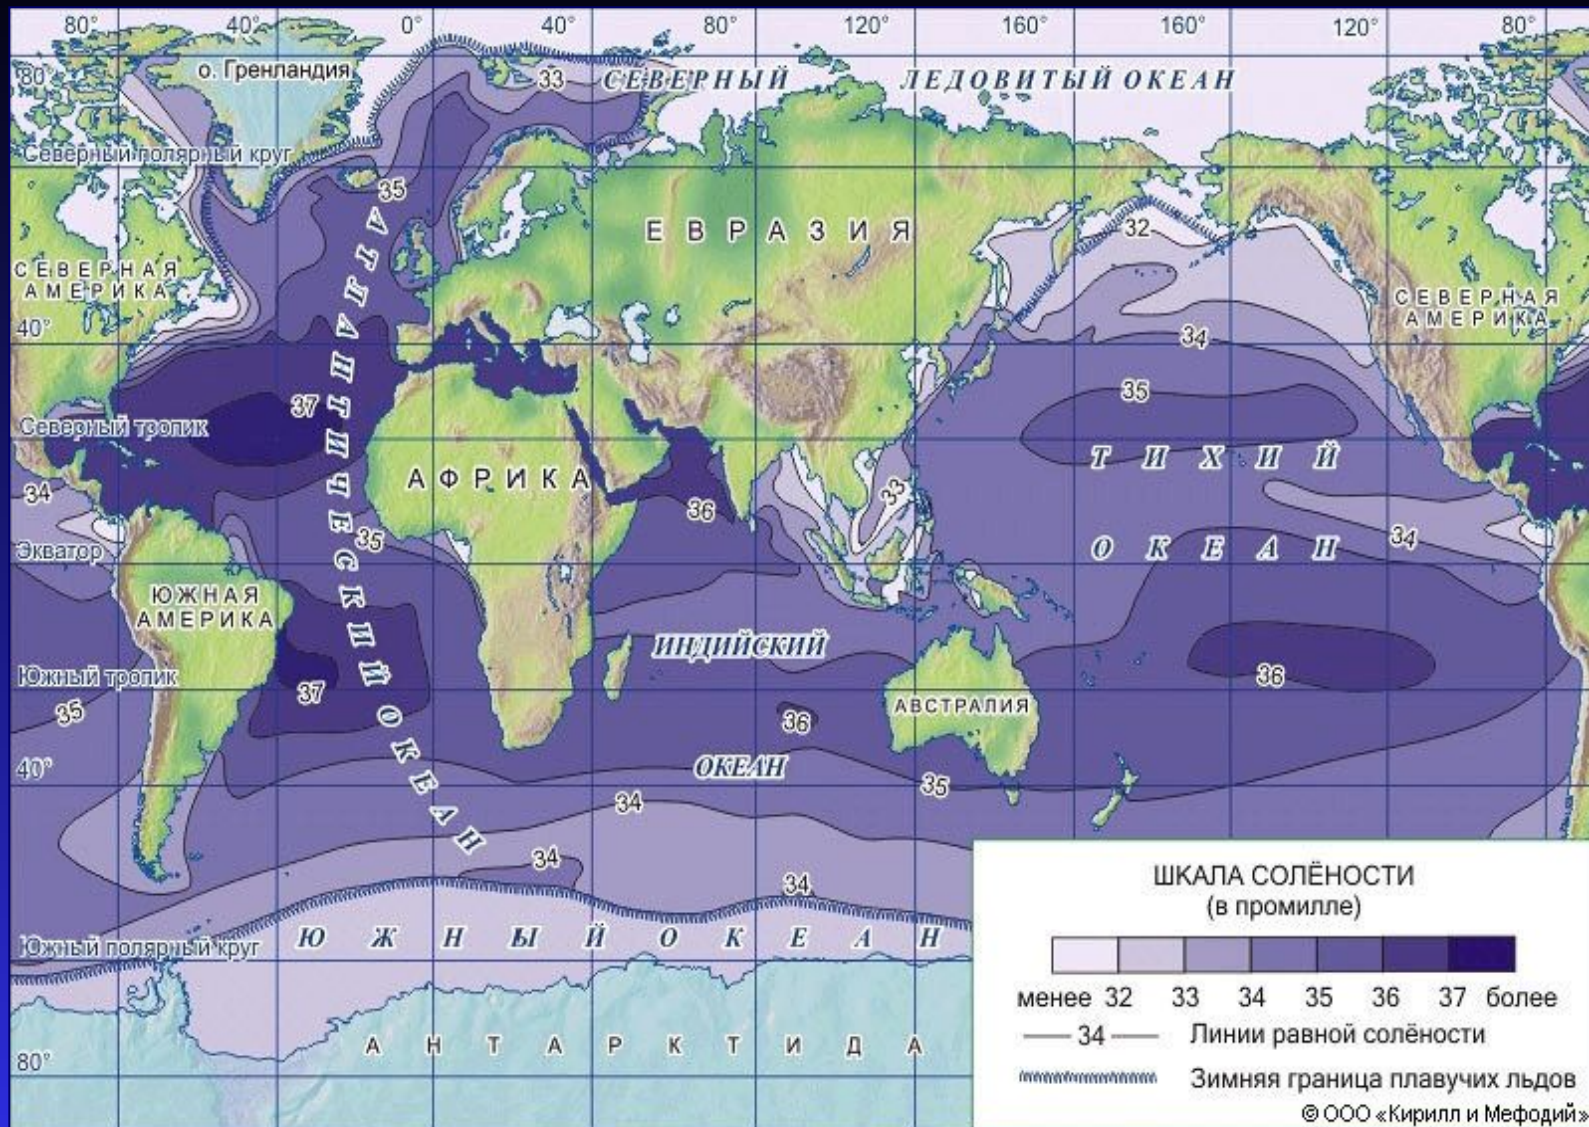 80° 40° 0° 40° 80° 120° 160° 160° 120° 80°
о. Гренландия
80°
33
СЕВЕРНЫЙ ЛЕДОВИТЫЙ ОКЕАН
Северный полярный круг
35
АТЛАНТИЧЕСКИЙ ОКЕАН
ЕВРАЗИЯ
32
СЕВЕРНАЯ
АМЕРИКА
СЕВЕРНАЯ
АМЕРИКА
40°
34
35
37
Северный тропик
ТИХИЙ
АФРИКА
34
33
36
35
34
Экватор
ОКЕАН
ЮЖНАЯ
АМЕРИКА
ИНДИЙСКИЙ
Южный тропик
36
37
АВСТРАЛИЯ
35
36
40°
ОКЕАН
35
34
34
34
Южный полярный круг
ЮЖНЫЙ ОКЕАН
АНТАРКТИДА
80°
ШКАЛА СОЛЁНОСТИ
(в промилле)
менее 32 33 34 35 36 37 более
34 Линии равной солёности
Зимняя граница плавучих льдов
© ООО «Кирилл и Мефодий»